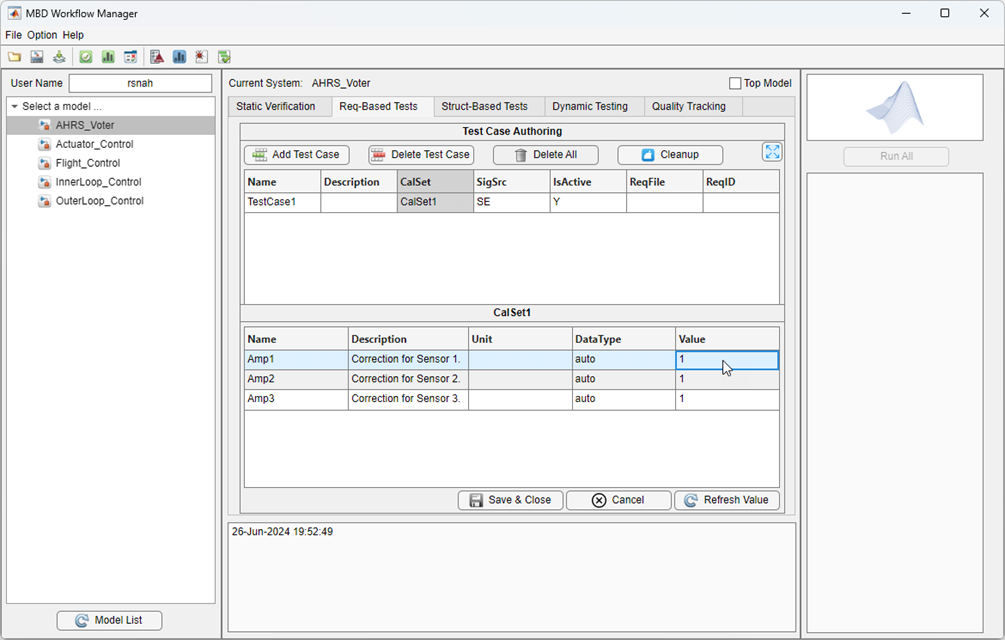 MBD Workflow Manager
File Option Help
User Name rsnah
Current System: AHRS_Voter
Top Model
Select a model ...
AHRS_Voter
Actuator_Control
Flight_Control
InnerLoop_Control
OuterLoop_Control
Model List
Static Verification Req-Based Tests Struct-Based Tests Dynamic Testing Quality Tracking
Test Case Authoring
Add Test Case Delete Test Case Delete All Cleanup
Name Description CalSet SigSrc IsActive ReqFile ReqID
TestCase1 CalSet1 SE Y
CalSet1
Name Description Unit DataType Value
Amp1 Correction for Sensor 1. auto 1
Amp2 Correction for Sensor 2. auto 1
Amp3 Correction for Sensor 3. auto 1
Save & Close Cancel Refresh Value
26-Jun-2024 19:52:49
Run All